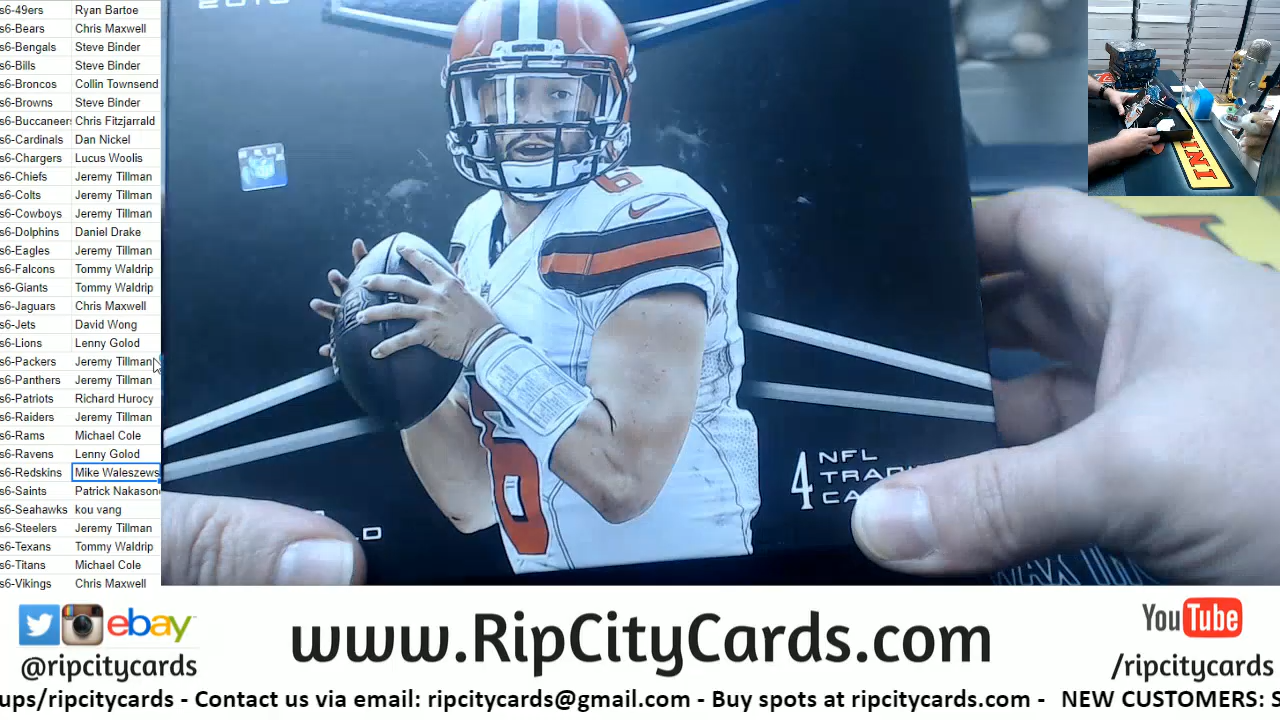 s6-49ers Ryan Bartoe
s6-Bears Chris Maxwell
s6-Bengals Steve Binder
s6-Bills Steve Binder
s6-Broncos Collin Townsend
s6-Browns Steve Binder
s6-Buccaneers Chris Fitzjarrald
s6-Cardinals Dan Nickel
s6-Chargers Lucus Woolis
s6-Chiefs Jeremy Tillman
s6-Colts Jeremy Tillman
s6-Cowboys Jeremy Tillman
s6-Dolphins Daniel Drake
s6-Eagles Jeremy Tillman
s6-Falcons Tommy Waldrip
s6-Giants Tommy Waldrip
s6-Jaguars Chris Maxwell
s6-Jets David Wong
s6-Lions Lenny Golod
s6-Packers Jeremy Tillman
s6-Panthers Jeremy Tillman
s6-Patriots Richard Hurocy
s6-Raiders Jeremy Tillman
s6-Rams Michael Cole
s6-Ravens Lenny Golod
s6-Redskins Mike Waleszews
s6-Saints Patrick Nakason
s6-Seahawks kou vang
s6-Steelers Jeremy Tillman
s6-Texans Tommy Waldrip
s6-Titans Michael Cole
s6-Vikings Chris Maxwell
BROWNS
6
6
4 NFL
TRAD
CA
LD
INI
ebay
@ripcitycards
www.RipCityCards.com
YouTube
/ripcitycards
ups/ripcitycards - Contact us via email: ripcitycards@gmail.com - Buy spots at ripcitycards.com - NEW CUSTOMERS: S